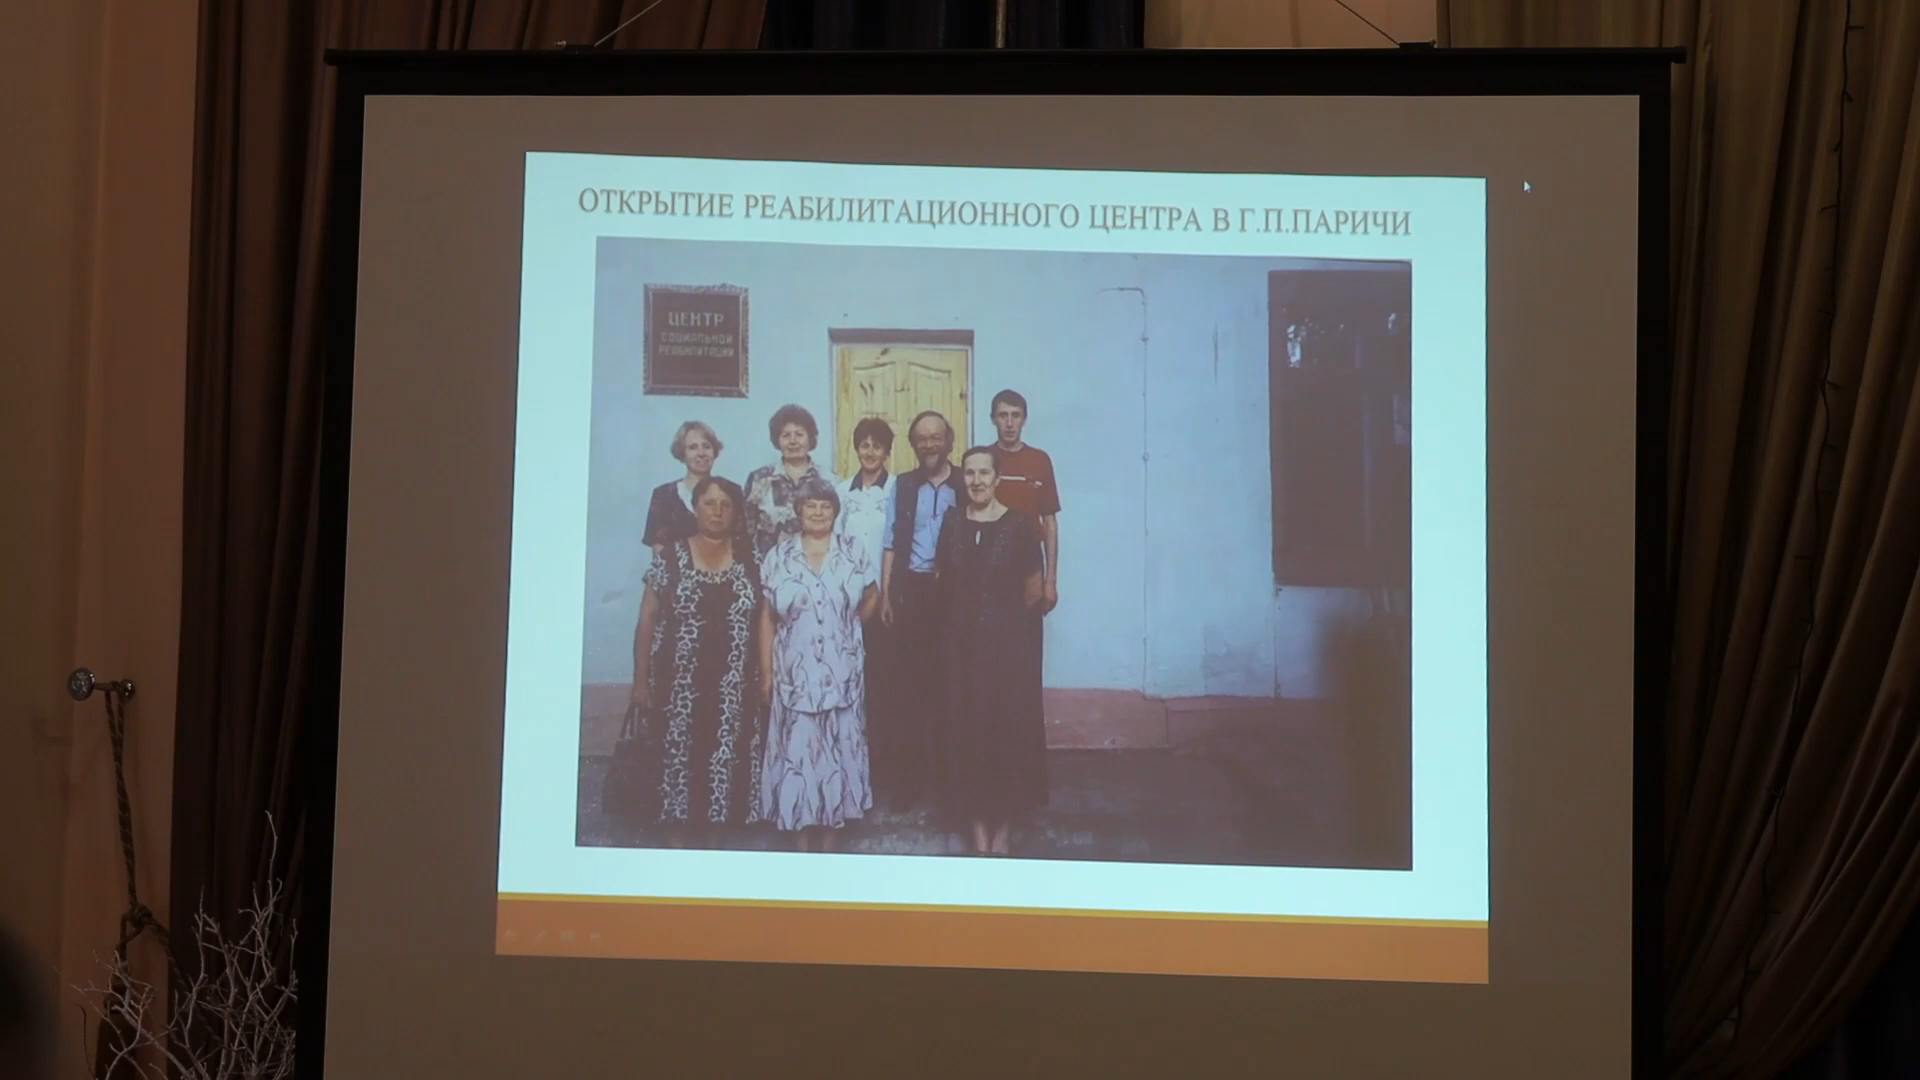 ОТКРЫТИЕ РЕАБИЛИТАЦИОННОГО ЦЕНТРА В Г.П.ПАРИЧИ
ЦЕНТР
СОЦИАЛЬНОЙ
РЕАБИЛИТАЦИИ